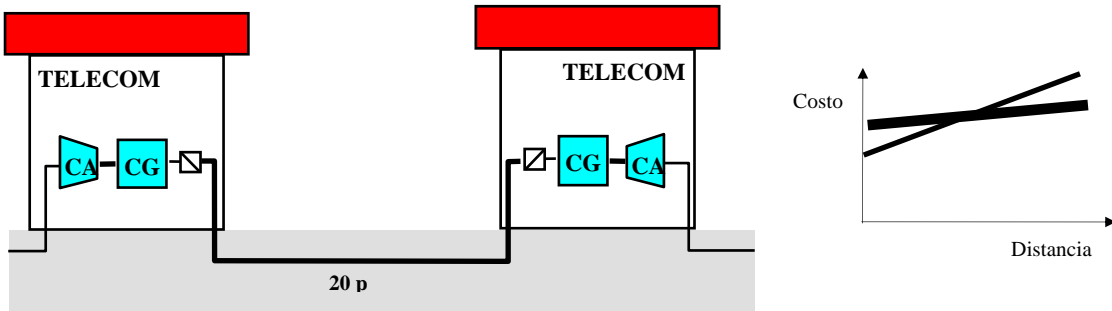 TELECOM
CA CG
20 p
TELECOM
CG CA
Costo
Distancia